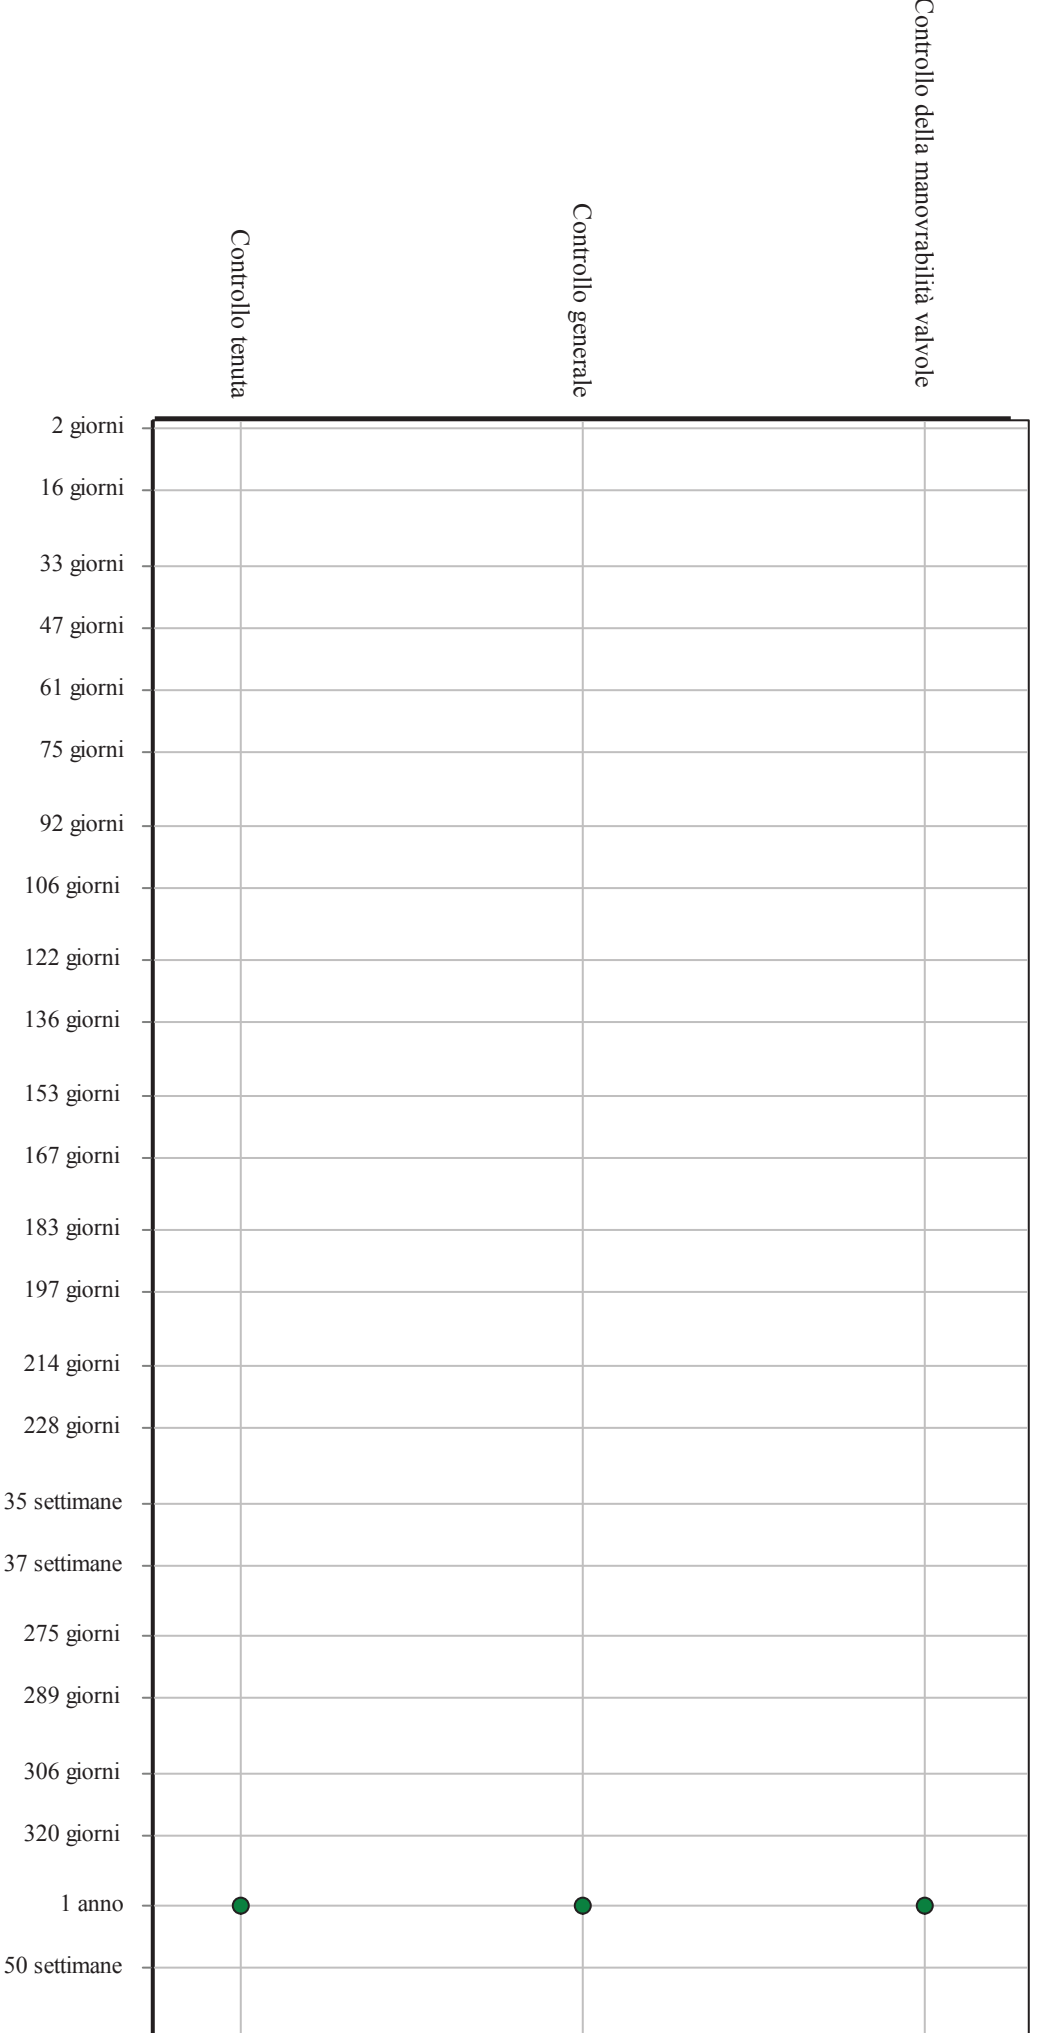 Controllo tenuta
Controllo generale
Controllo della manovrabilità valvole
2 giorni
16 giorni
33 giorni
47 giorni
61 giorni
75 giorni
92 giorni
106 giorni
122 giorni
136 giorni
153 giorni
167 giorni
183 giorni
197 giorni
214 giorni
228 giorni
35 settimane
37 settimane
275 giorni
289 giorni
306 giorni
320 giorni
1 anno
50 settimane